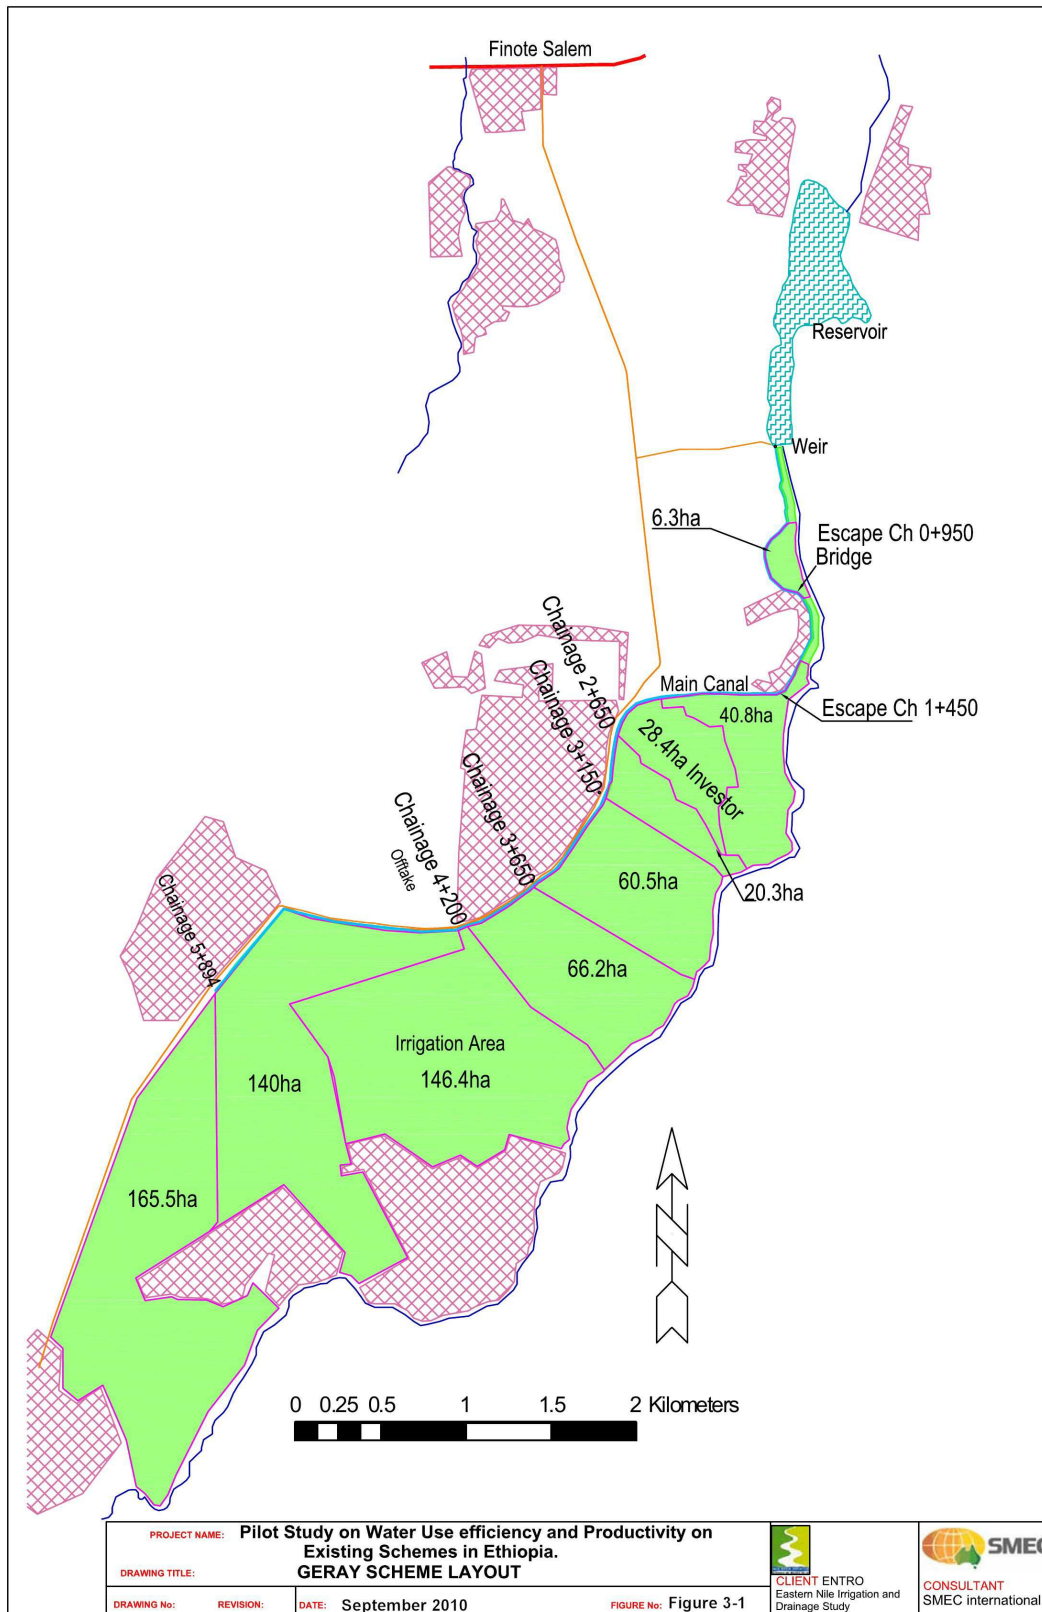 Finote Salem
Reservoir
Weir
6.3ha
Escape Ch 0+950
Bridge
Chainage 2+650
Chainage 3+150
Main Canal
40.8ha
Escape Ch 1+450
28.4ha Investor
Chainage 3+650
Chainage 4+200
Offtake
60.5ha
20.3ha
Chainage 5+894
66.2ha
Irrigation Area
146.4ha
140ha
165.5ha
N
0 0.25 0.5 1 1.5 2 Kilometers
PROJECT NAME: Pilot Study on Water Use efficiency and Productivity on
Existing Schemes in Ethiopia.
DRAWING TITLE: GERAY SCHEME LAYOUT
DRAWING No: REVISION: DATE: September 2010 FIGURE No: Figure 3-1
CLIENT ENTRO
Eastern Nile Irrigation and
Drainage Study
SMEC
CONSULTANT
SMEC international